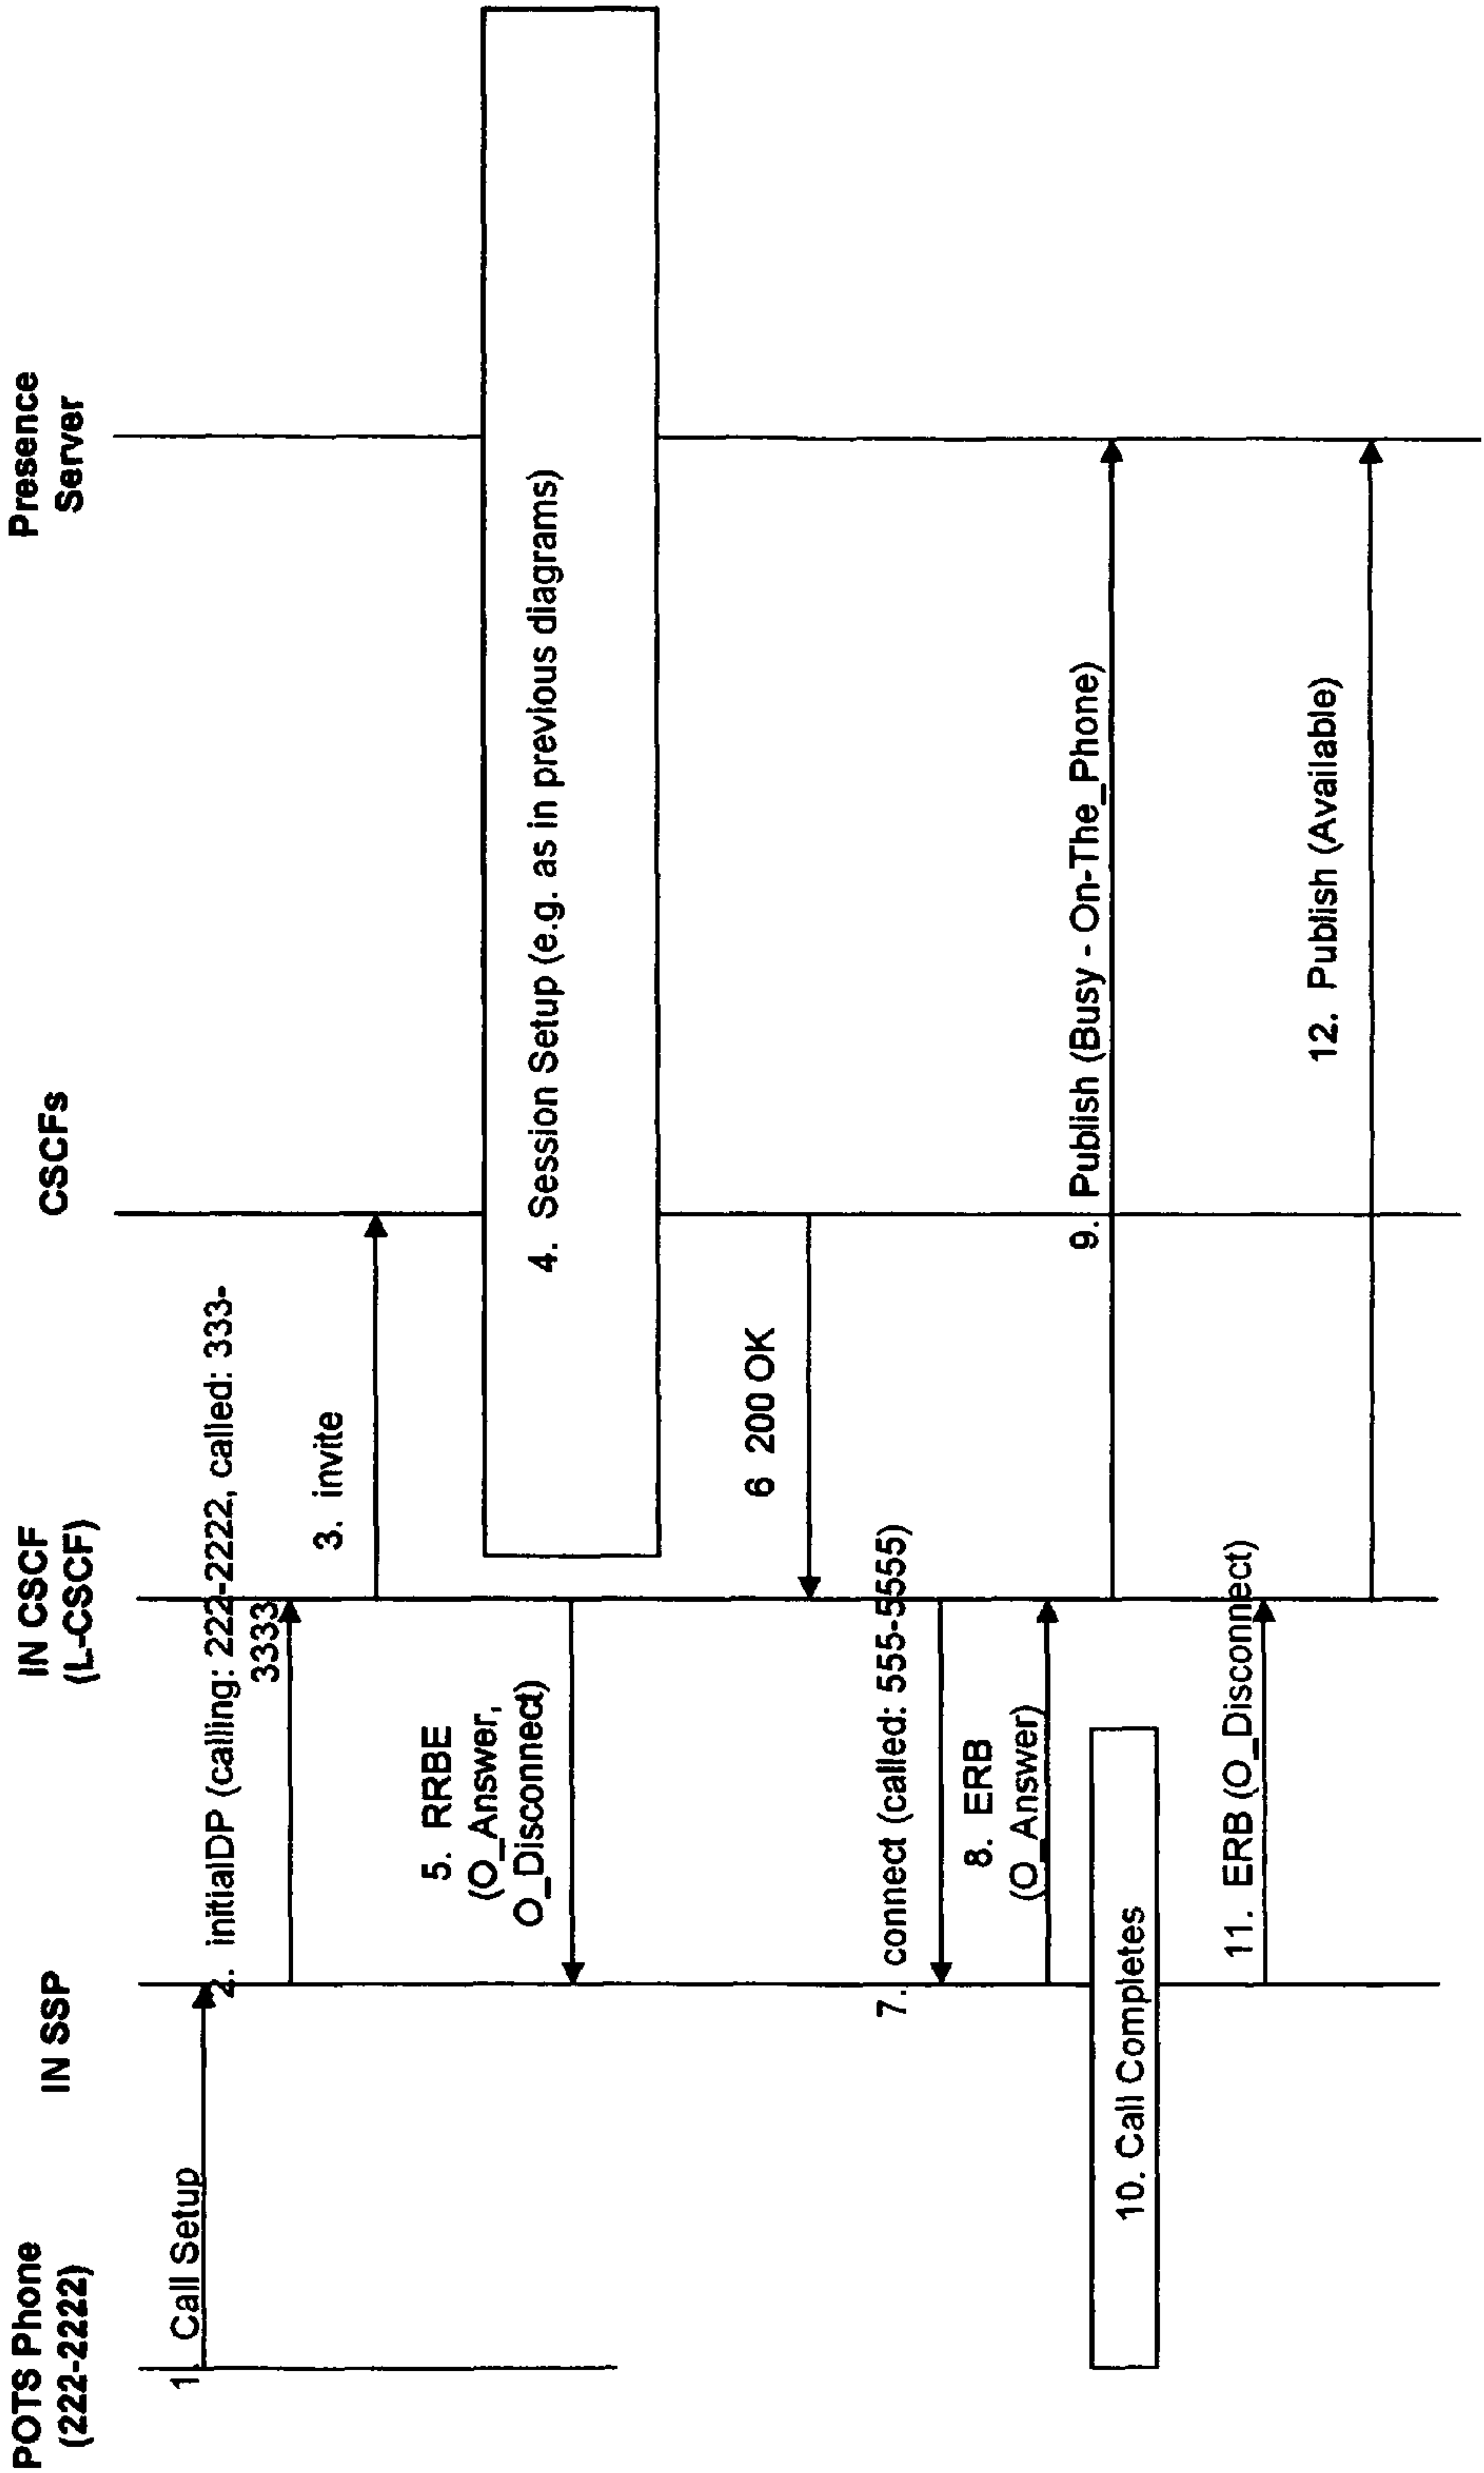 POTS Phone
(222-2222)
IN SSP
IN CSCF
(L-CSCF)
CSCFs
Presence
Server
1 Call Setup
2. initialDP (calling: 222-2222, called: 333-
3333
3. invite
4. Session Setup (e.g. as in previous diagrams)
5. RRBE
(O_Answer,
O_Disconnect)
6 200 OK
7. connect (called: 555-5555)
8. ERB
(O_Answer)
9. Publish (Busy - On-The_Phone)
10. Call Completes
11. ERB (O_Disconnect)
12. Publish (Available)